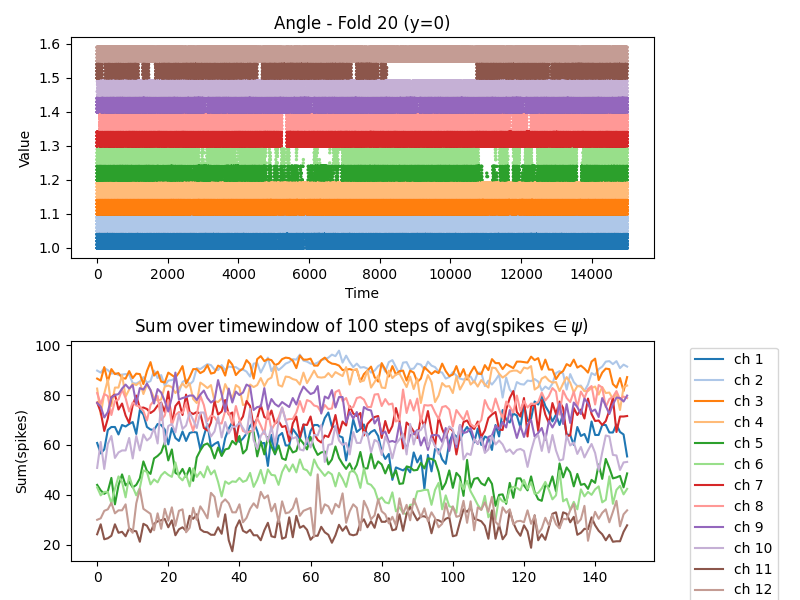 Angle - Fold 20 (y=0)
1.6
1.5
1.4
1.3
1.2
1.1
1.0
Value
0 2000 4000 6000 8000 10000 12000 14000
Time
Sum over timewindow of 100 steps of avg(spikes ∈ψ)
100
80
60
40
20
Sum(spikes)
0 20 40 60 80 100 120 140
ch 1
ch 2
ch 3
ch 4
ch 5
ch 6
ch 7
ch 8
ch 9
ch 10
ch 11
ch 12